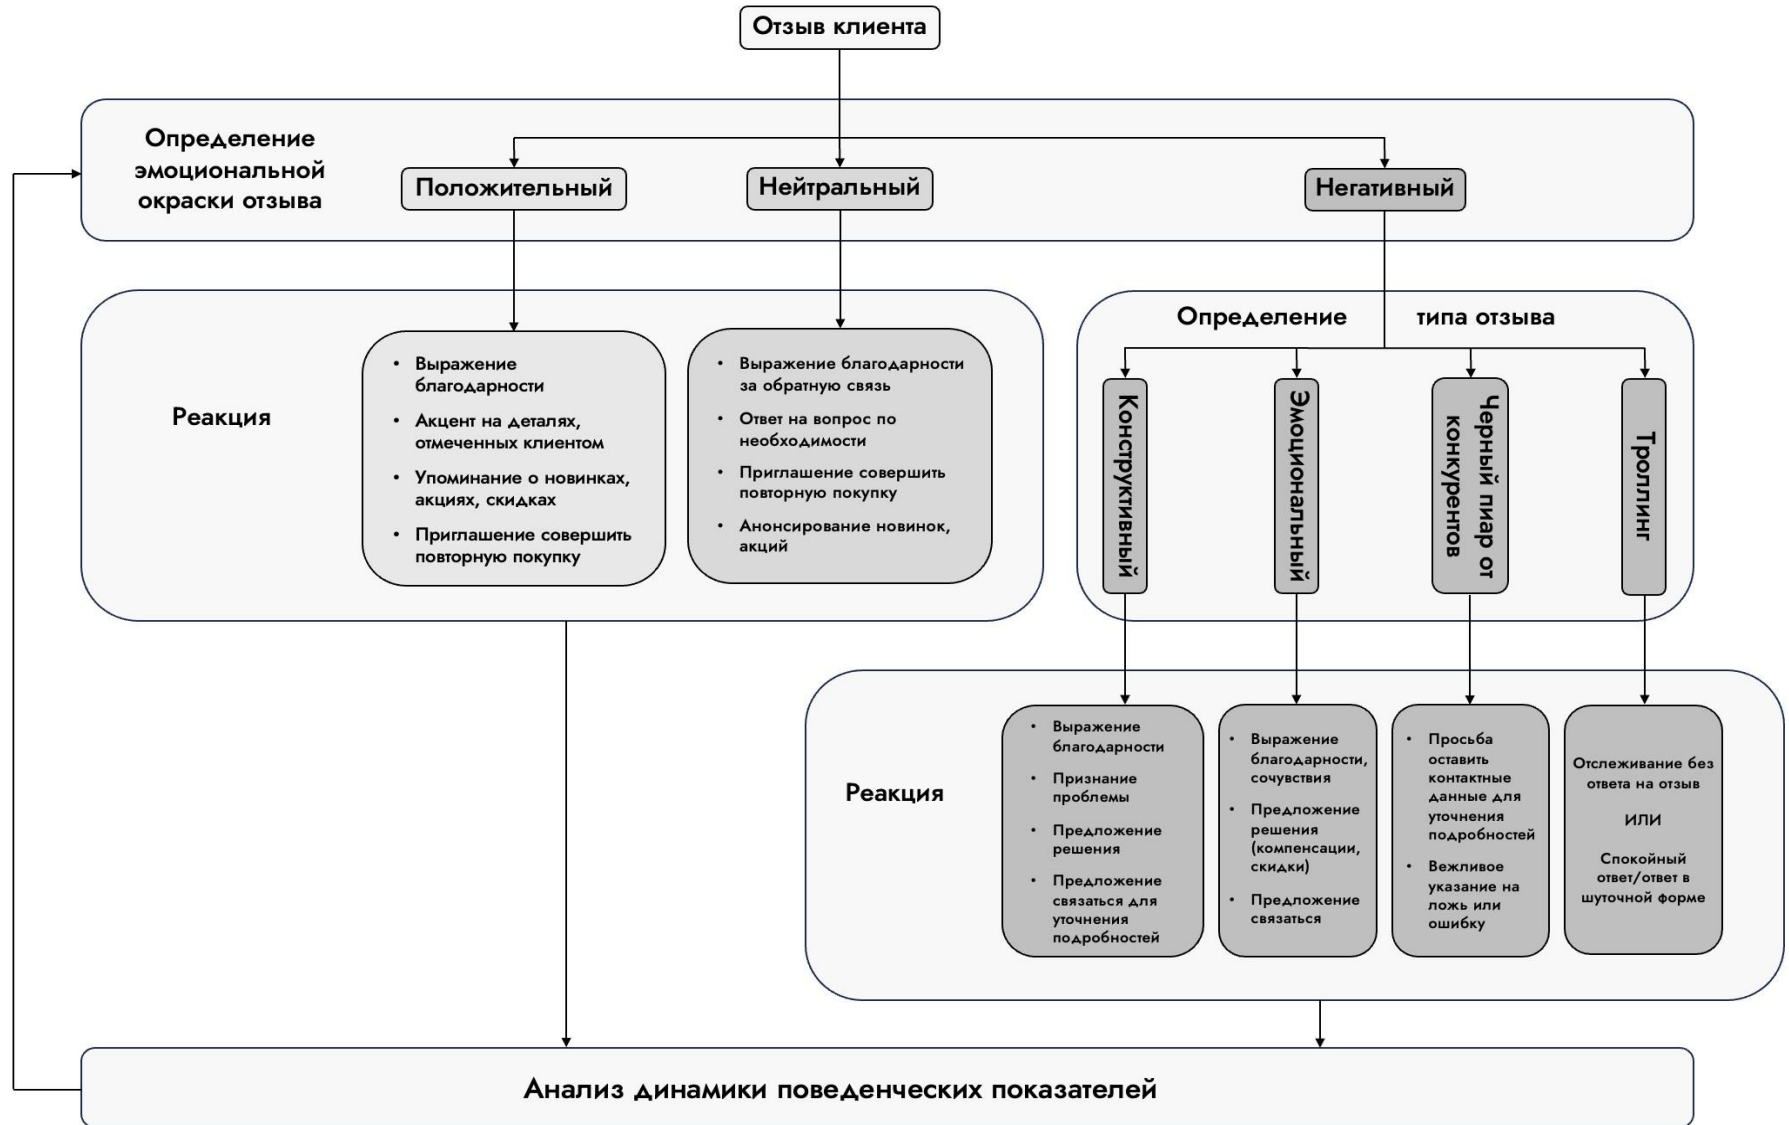 Отзыв клиента
Определение
эмоциональной
окраски отзыва
Положительный
Нейтральный
Негативный
Реакция
• Выражение
благодарности
• Акцент на деталях,
отмеченных клиентом
• Упоминание о новинках,
акциях, скидках
• Приглашение совершить
повторную покупку
• Выражение благодарности
за обратную связь
• Ответ на вопрос по
необходимости
• Приглашение совершить
повторную покупку
• Анонсирование новинок,
акций
Определение типа отзыва
Конструктивный
Эмоциональный
Черный пиар от
конкурентов
Троллинг
Реакция
• Выражение
благодарности
• Признание
проблемы
• Предложение
решения
• Предложение
связаться для
уточнения
подробностей
• Выражение
благодарности,
сочувствия
• Предложение
решения
(компенсации,
скидки)
• Предложение
связаться
• Просьба
оставить
контактные
данные для
уточнения
подробностей
• Вежливое
указание на
ложь или
ошибку
Отслеживание без
ответа на отзыв
ИЛИ
Спокойный
ответ/ответ в
шуточной форме
Анализ динамики поведенческих показателей